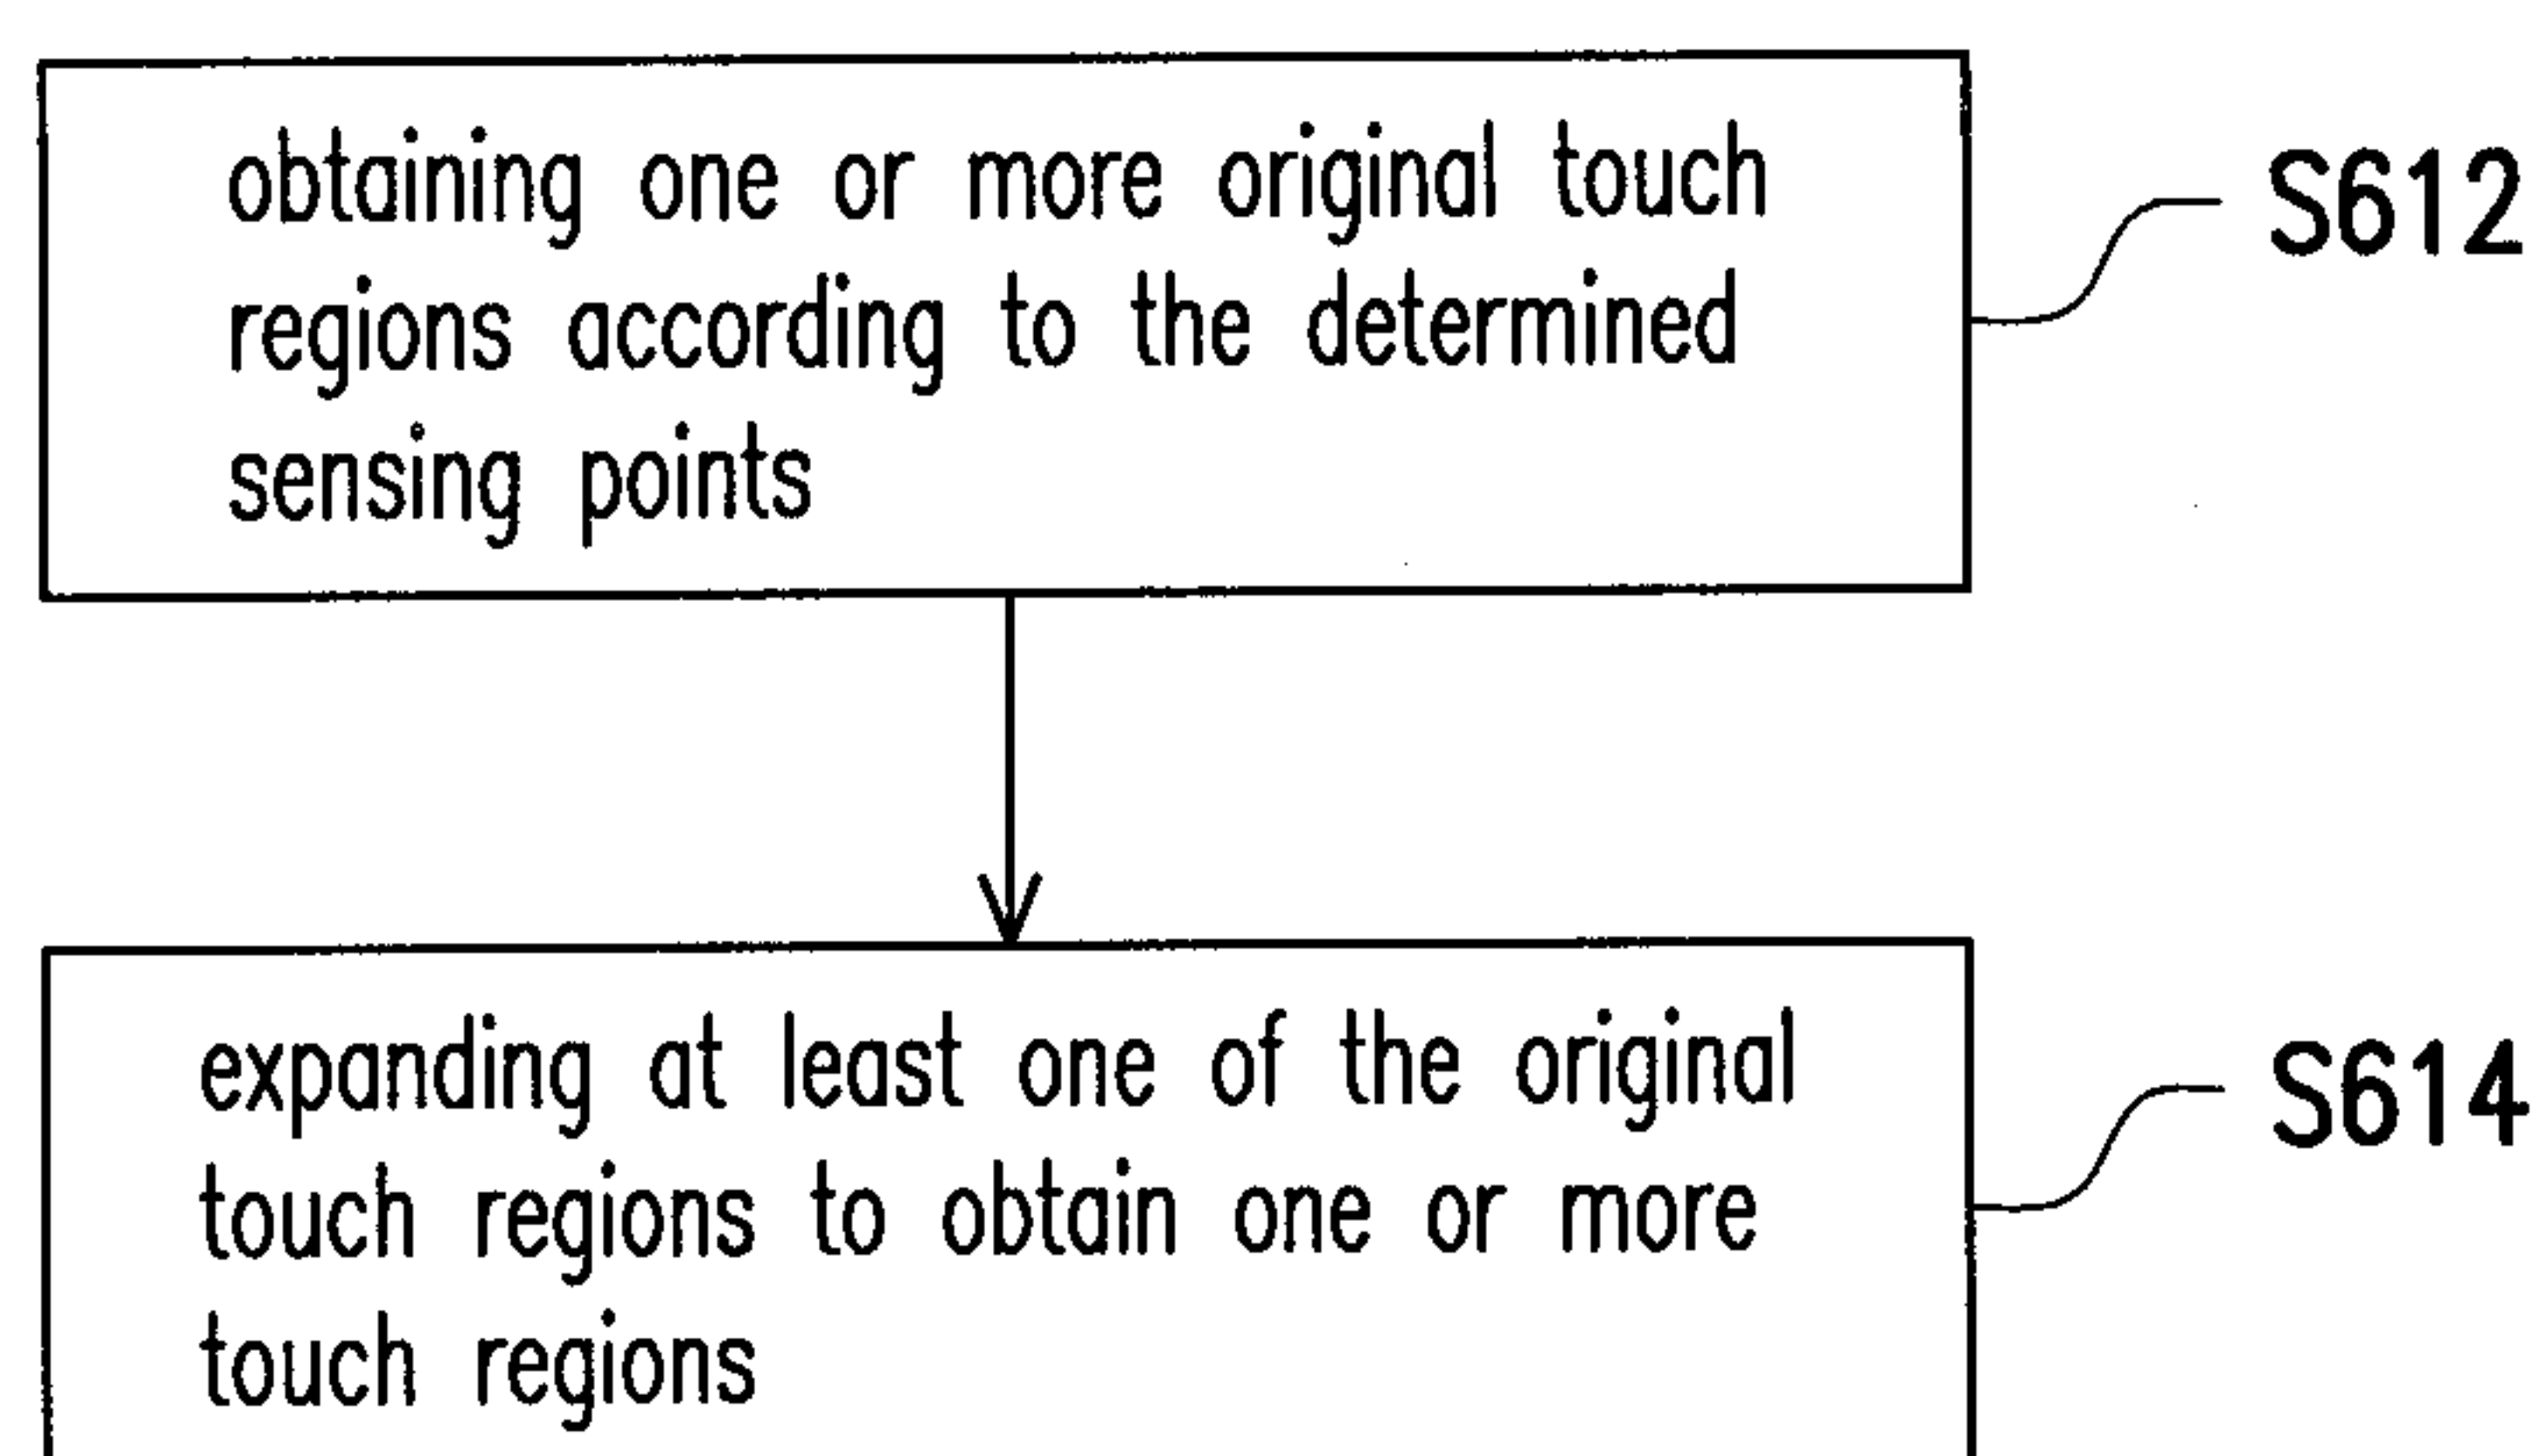 obtaining one or more original touch
regions according to the determined
sensing points
S612
expanding at least one of the original
touch regions to obtain one or more
touch regions
S614